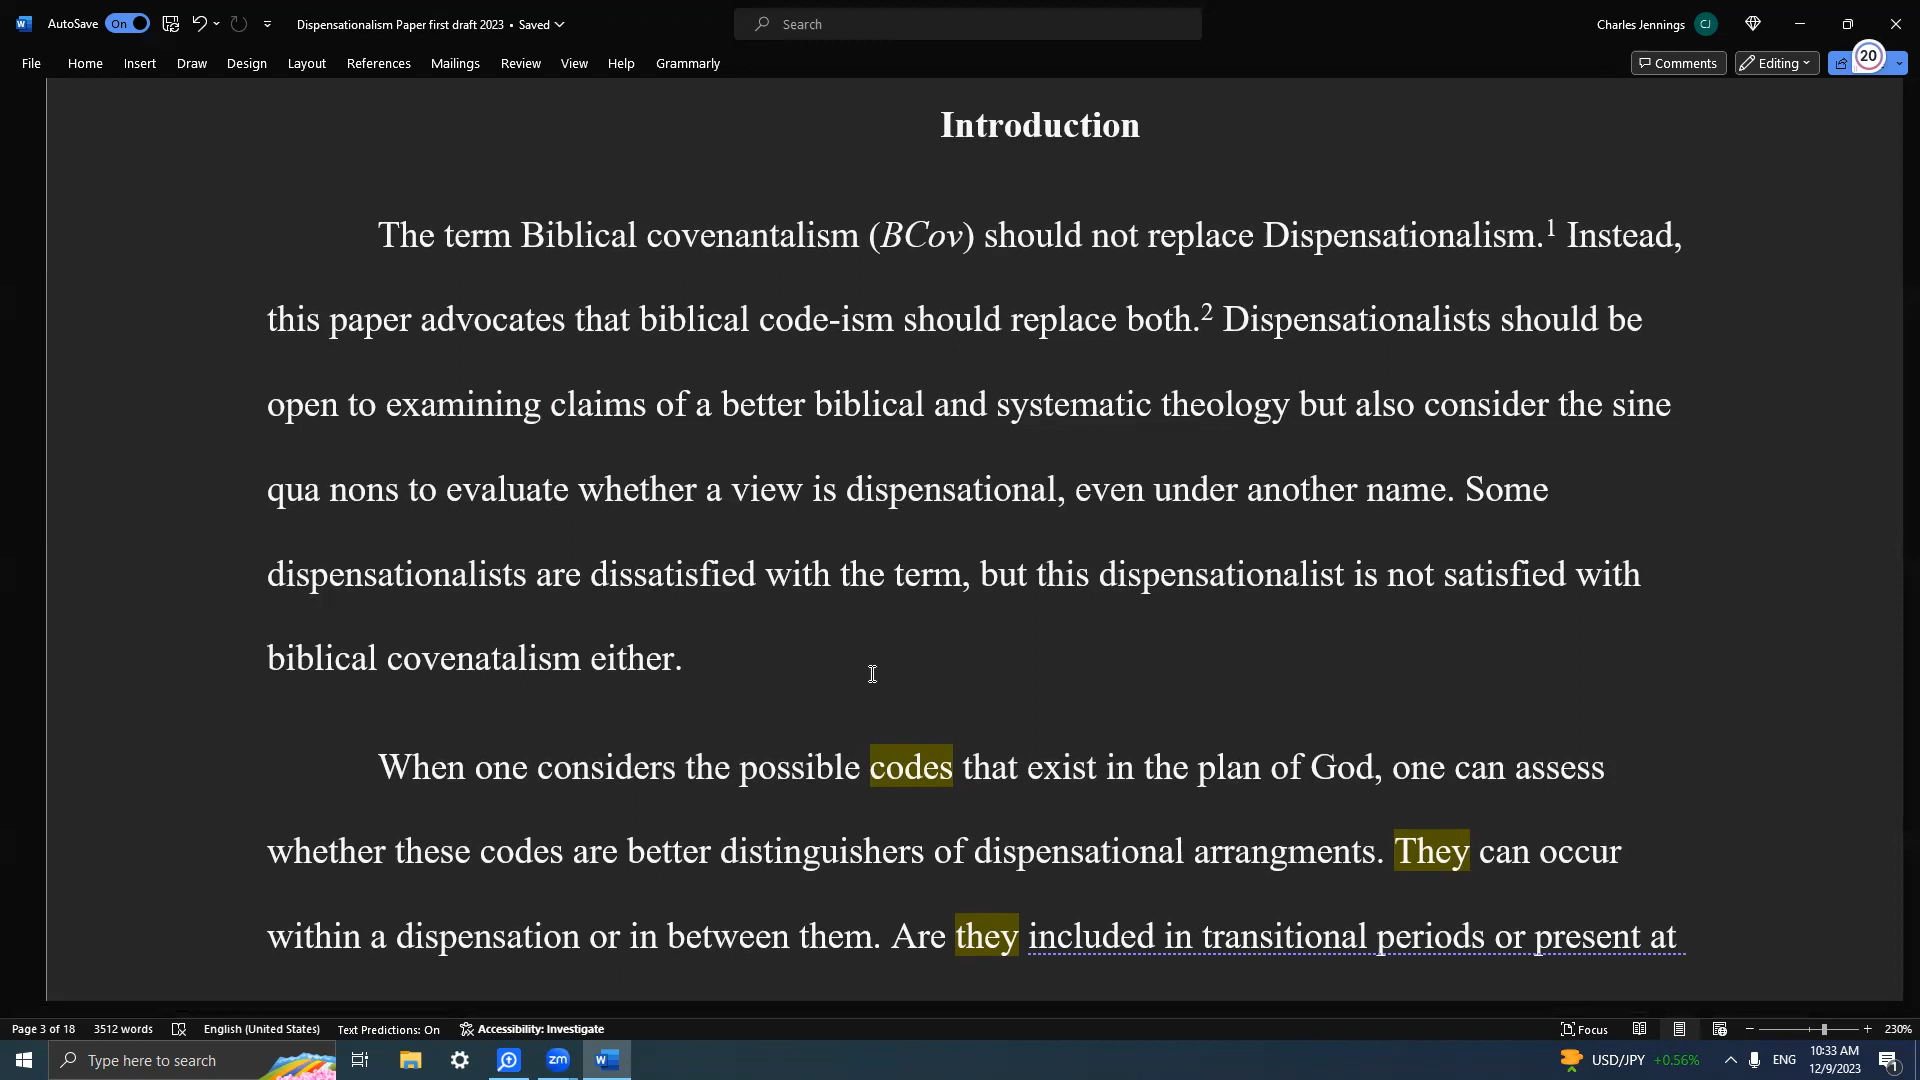 AutoSave On Dispensationalism Paper first draft 2023 • Saved Search Charles Jennings CJ
File Home Insert Draw Design Layout References Mailings Review View Help Grammarly Comments Editing 20
Introduction
The term Biblical covenantalism (BCov) should not replace Dispensationalism.1 Instead,
this paper advocates that biblical code-ism should replace both.2 Dispensationalists should be
open to examining claims of a better biblical and systematic theology but also consider the sine
qua nons to evaluate whether a view is dispensational, even under another name. Some
dispensationalists are dissatisfied with the term, but this dispensationalist is not satisfied with
biblical covenatalism either.
When one considers the possible codes that exist in the plan of God, one can assess
whether these codes are better distinguishers of dispensational arrangments. They can occur
within a dispensation or in between them. Are they included in transitional periods or present at
Page 3 of 18 3512 words English (United States) Text Predictions: On Accessibility: Investigate Focus 230%
Type here to search zm W USD/JPY +0.56% ENG 10:33 AM
12/9/2023 1